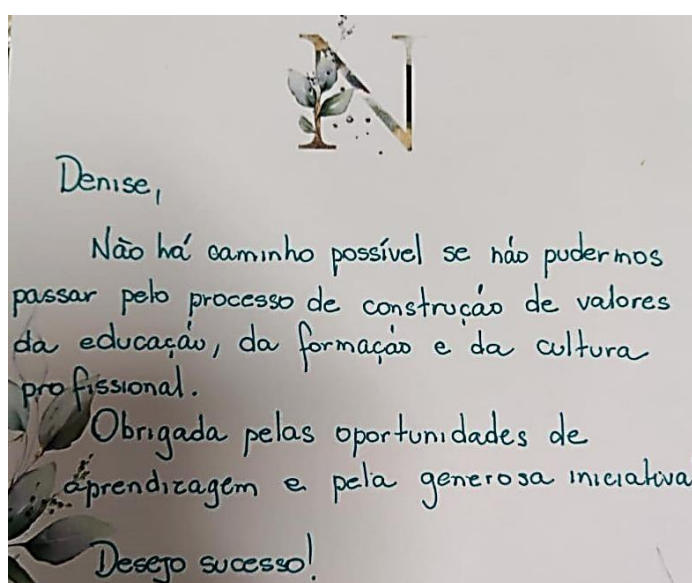 N
Denise,
Não há caminho possível se não pudermos
passar pelo processo de construção de valores
da educação, da formação e da cultura
profissional.
Obrigada pelas oportunidades de
aprendizagem e pela generosa iniciativa
Desejo sucesso!